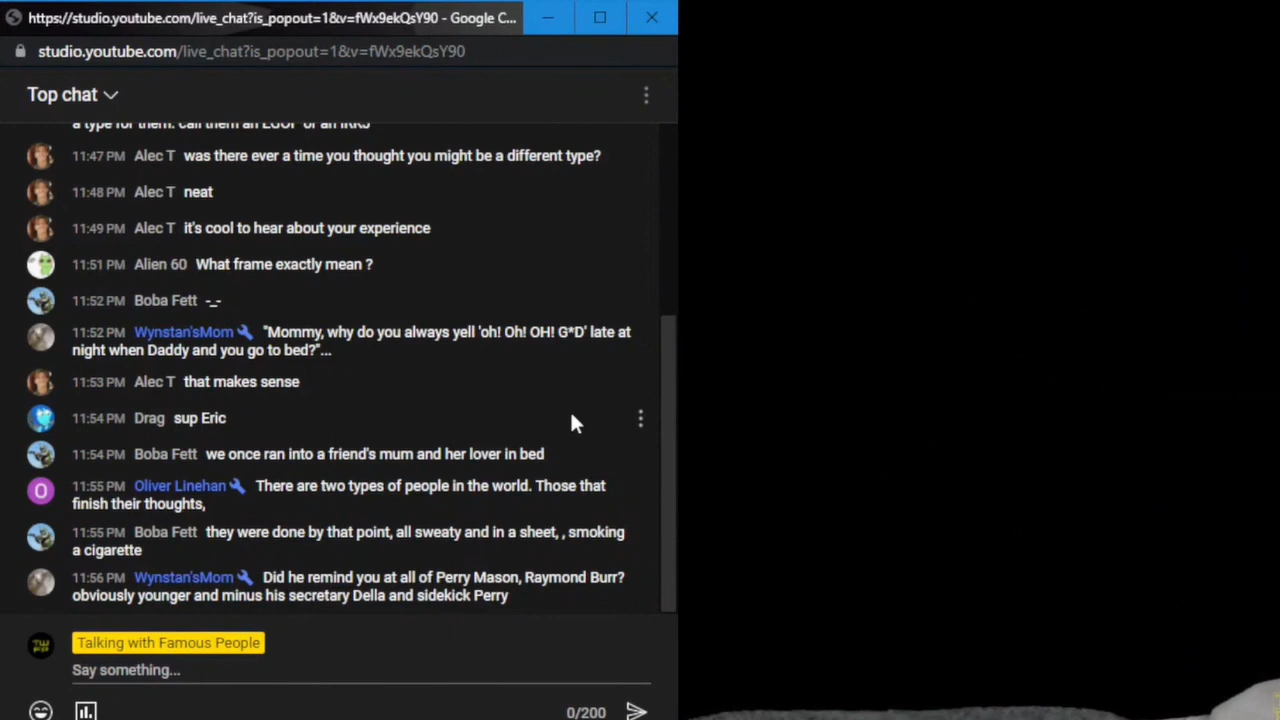 https://studio.youtube.com/live_chat?is_popout=1&v=fWx9ekQsY90 - Google C...
studio.youtube.com/live_chat?is_popout=1&v=fWx9ekQsY90
Top chat
a type for them. call them an
11:47 PM Alec T was there ever a time you thought you might be a different type?
11:48 PM Alec T neat
11:49 PM Alec T it's cool to hear about your experience
11:51 PM Alien 60 What frame exactly mean ?
11:52 PM Boba Fett -_-
11:52 PM Wynstan'sMom "Mommy, why do you always yell 'oh! Oh! OH! G*D' late at
night when Daddy and you go to bed?"...
11:53 PM Alec T that makes sense
11:54 PM Drag sup Eric
11:54 PM Boba Fett we once ran into a friend's mum and her lover in bed
O 11:55 PM Oliver Linehan There are two types of people in the world. Those that
finish their thoughts,
11:55 PM Boba Fett they were done by that point, all sweaty and in a sheet, , smoking
a cigarette
11:56 PM Wynstan'sMom Did he remind you at all of Perry Mason, Raymond Burr?
obviously younger and minus his secretary Della and sidekick Perry
TW
FP
Talking with Famous People
Say something...
0/200